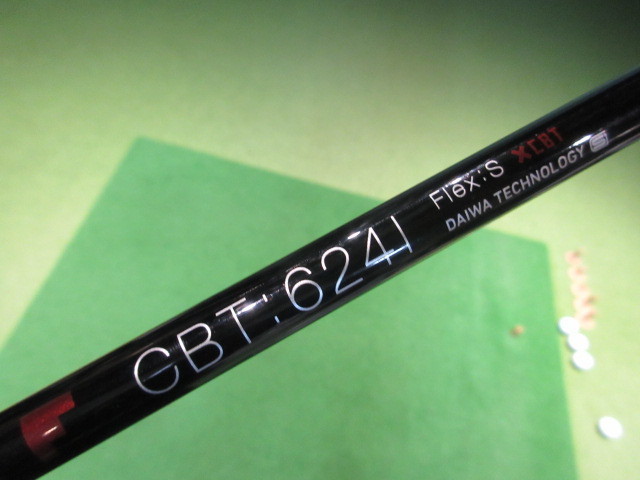 CBT:624I
Flex:S XCBT
DAIWA TECHNOLOGY